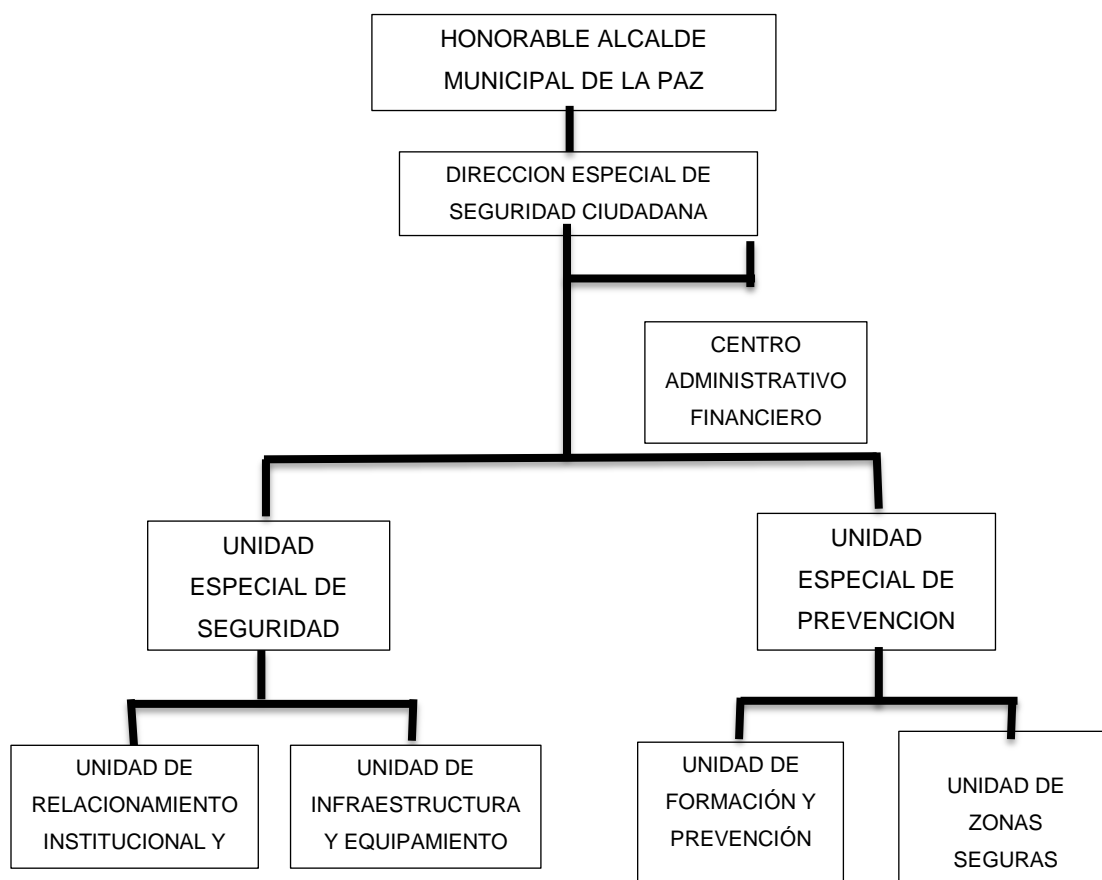 HONORABLE ALCALDE
MUNICIPAL DE LA PAZ
DIRECCION ESPECIAL DE
SEGURIDAD CIUDADANA
CENTRO
ADMINISTRATIVO
FINANCIERO
UNIDAD
ESPECIAL DE
SEGURIDAD
UNIDAD
ESPECIAL DE
PREVENCION
UNIDAD DE
RELACIONAMIENTO
INSTITUCIONAL Y
UNIDAD DE
INFRAESTRUCTURA
Y EQUIPAMIENTO
UNIDAD DE
FORMACIÓN Y
PREVENCIÓN
UNIDAD DE
ZONAS
SEGURAS